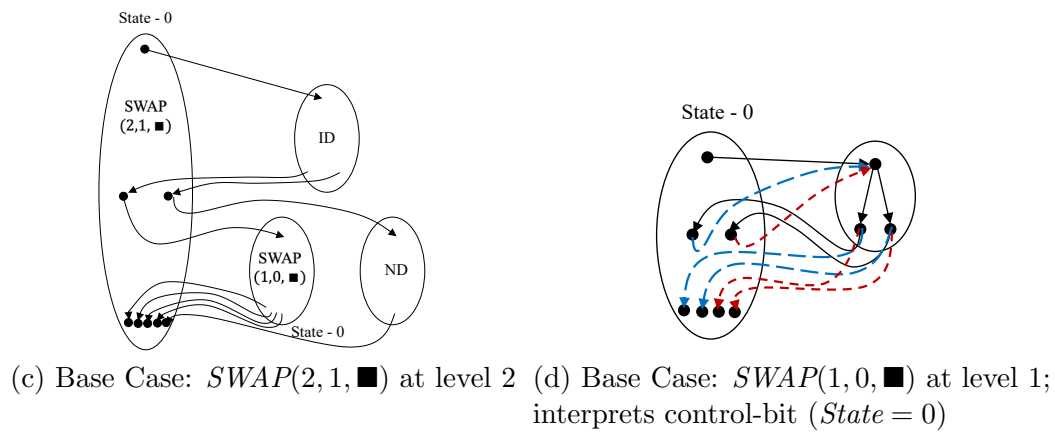 State - 0
SWAP
(2,1, ■)
ID
SWAP
(1,0, ■)
ND
State - 0
State - 0
(c) Base Case: SWAP(2, 1, ■) at level 2
(d) Base Case: SWAP(1, 0, ■) at level 1;
interprets control-bit (State = 0)